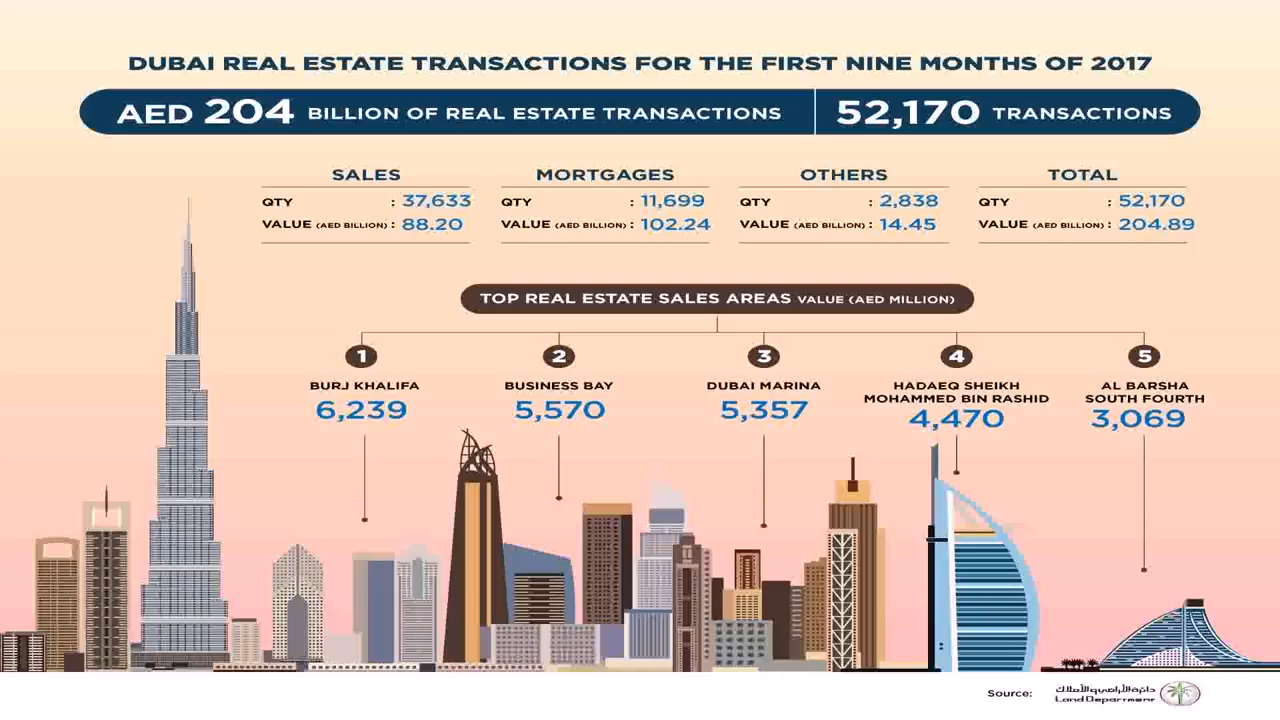 DUBAI REAL ESTATE TRANSACTIONS FOR THE FIRST NINE MONTHS OF 2017
AED 204 BILLION OF REAL ESTATE TRANSACTIONS 52,170 TRANSACTIONS
SALES
QTY : 37,633
VALUE (AED BILLION) : 88.20
MORTGAGES
QTY : 11,699
VALUE (AED BILLION) : 102.24
OTHERS
QTY : 2,838
VALUE (AED BILLION) : 14.45
TOTAL
QTY : 52,170
VALUE (AED BILLION) : 204.89
TOP REAL ESTATE SALES AREAS VALUE (AED MILLION)
1
BURJ KHALIFA
6,239
2
BUSINESS BAY
5,570
3
DUBAI MARINA
5,357
4
HADAEQ SHEIKH
MOHAMMED BIN RASHID
4,470
5
AL BARSHA
SOUTH FOURTH
3,069
Source:
دائرة الأراضي والأملاك
Land Department